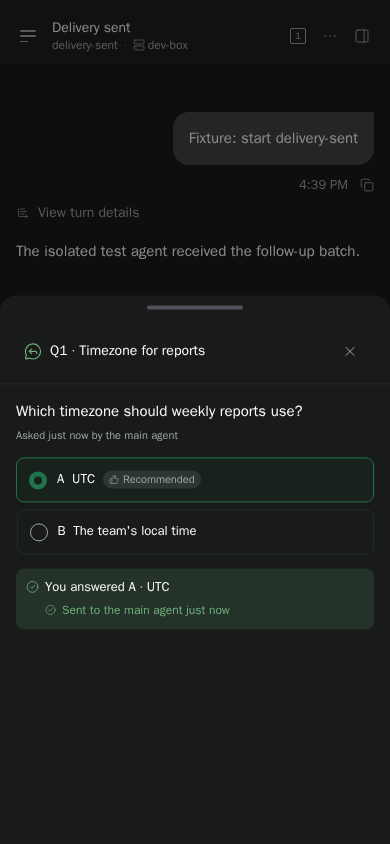 Delivery sent
delivery-sent · dev-box
1
Fixture: start delivery-sent
4:39 PM
View turn details
The isolated test agent received the follow-up batch.
Q1 · Timezone for reports
Which timezone should weekly reports use?
Asked just now by the main agent
A UTC Recommended
B The team's local time
You answered A · UTC
Sent to the main agent just now